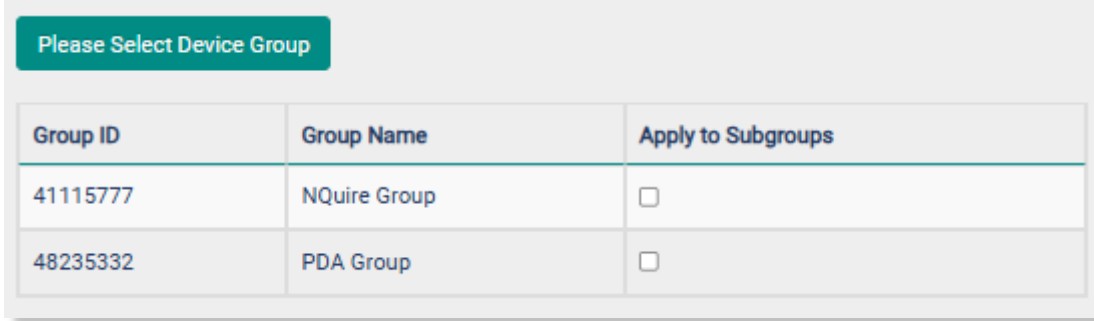 Please Select Device Group
Group ID Group Name Apply to Subgroups
41115777 NQuire Group
48235332 PDA Group